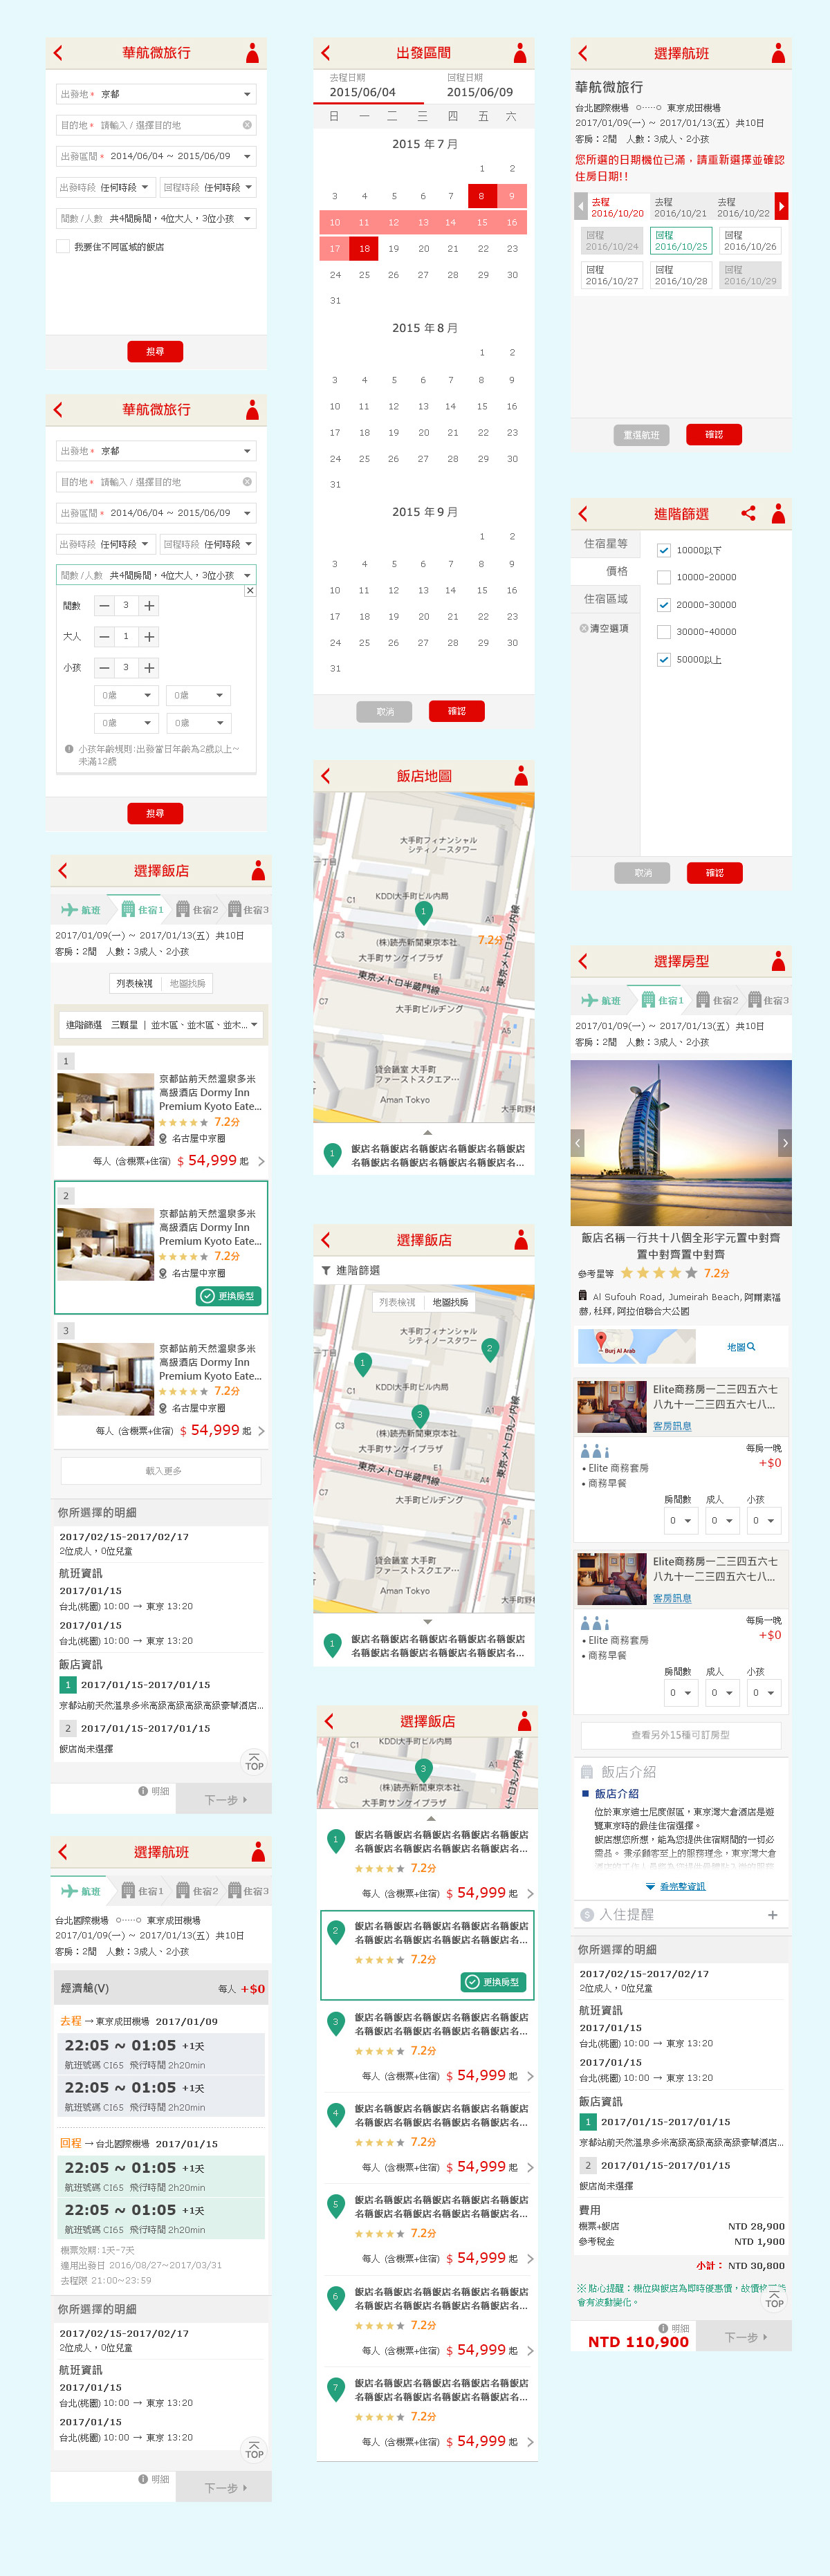 華航微旅行
出發地* 京都
目的地* 請輸入 / 選擇目的地
出發區間* 2014/06/04 ~ 2015/06/09
出發時段 任何時段 回程時段 任何時段
間數 / 人數 共4間房間，4位大人，3位小孩
我要住不同區域的飯店
搜尋
華航微旅行
出發地* 京都
目的地* 請輸入 / 選擇目的地
出發區間* 2014/06/04 ~ 2015/06/09
出發時段 任何時段 回程時段 任何時段
間數 / 人數 共4間房間，4位大人，3位小孩
間數 3
大人 1
小孩 3
0歲 0歲
0歲 0歲
小孩年齡規則:出發當日年齡為2歲以上~
未滿12歲
搜尋
選擇飯店
航班 住宿1 住宿2 住宿3
2017/01/09(一) ~ 2017/01/13(五) 共10日
客房：2間 人數：3成人、2小孩
列表檢視 地圖找房
進階篩選 三顆星 | 並木區、並木區、並木...
1
京都站前天然溫泉多米
高級酒店 Dormy Inn
Premium Kyoto Eate...
7.2分
名古屋中京圈
每人 (含機票+住宿) $ 54,999 起
2
京都站前天然溫泉多米
高級酒店 Dormy Inn
Premium Kyoto Eate...
7.2分
名古屋中京圈
更換房型
3
京都站前天然溫泉多米
高級酒店 Dormy Inn
Premium Kyoto Eate...
7.2分
名古屋中京圈
每人 (含機票+住宿) $ 54,999 起
載入更多
你所選擇的明細
2017/02/15-2017/02/17
2位成人，0位兒童
航班資訊
2017/01/15
台北(桃園) 10:00 → 東京 13:20
2017/01/15
台北(桃園) 10:00 → 東京 13:20
飯店資訊
1 2017/01/15-2017/01/15
京都站前天然溫泉多米高級高級高級高級豪華酒店...
2 2017/01/15-2017/01/15
飯店尚未選擇
TOP
明細
下一步
選擇航班
航班 住宿1 住宿2 住宿3
台北國際機場 東京成田機場
2017/01/09(一) ~ 2017/01/13(五) 共10日
客房：2間 人數：3成人、2小孩
經濟艙(V) 每人 +$0
去程 → 東京成田機場 2017/01/09
22:05 ~ 01:05 +1天
航班號碼 CI65 飛行時間 2h20min
22:05 ~ 01:05 +1天
航班號碼 CI65 飛行時間 2h20min
回程 → 台北國際機場 2017/01/15
22:05 ~ 01:05 +1天
航班號碼 CI65 飛行時間 2h20min
22:05 ~ 01:05 +1天
航班號碼 CI65 飛行時間 2h20min
機票效期:1天-7天
適用出發日 2016/08/27~2017/03/31
去程限 21:00~23:59
你所選擇的明細
2017/02/15-2017/02/17
2位成人，0位兒童
航班資訊
2017/01/15
台北(桃園) 10:00 → 東京 13:20
2017/01/15
台北(桃園) 10:00 → 東京 13:20
TOP
明細
下一步
出發區間
去程日期 回程日期
2015/06/04 2015/06/09
日 一 二 三 四 五 六
2015 年 7 月
1 2
3 4 5 6 7 8 9
10 11 12 13 14 15 16
17 18 19 20 21 22 23
24 25 26 27 28 29 30
31
2015 年 8 月
1 2
3 4 5 6 7 8 9
10 11 12 13 14 15 16
17 18 19 20 21 22 23
24 25 26 27 28 29 30
31
2015 年 9 月
1 2
3 4 5 6 7 8 9
10 11 12 13 14 15 16
17 18 19 20 21 22 23
24 25 26 27 28 29 30
31
取消 確認
飯店地圖
大手町フィナンシャル
シティノースタワー
一丁目
KDDI大手町ビル内局
C1
1
A1
C3
7.2分
(株)読売新聞東京本社
大手町サンケイプラザ
東京メトロ半蔵門線
E1
A4
東京メトロ丸ノ内線
C7
大手町ビルヂング
A5
貸会議室 大手町
ファーストスクエア...
Aman Tokyo
大手町野村
1 飯店名稱飯店名稱飯店名稱飯店名稱飯店
名稱飯店名稱飯店名稱飯店名稱飯店名...
選擇飯店
進階篩選
列表檢視 地圖找房
大手町フィナンシャル
シティノースタワー
一丁目
1
2
KDDI大手町ビル内局
C1
3
A1
C3
(株)読売新聞東京本社
大手町サンケイプラザ
東京メトロ半蔵門線
E1
A4
東京メトロ丸ノ内線
C7
大手町ビルヂング
A5
貸会議室 大手町
ファーストスクエア...
Aman Tokyo
大手町野村
1 飯店名稱飯店名稱飯店名稱飯店名稱飯店
名稱飯店名稱飯店名稱飯店名稱飯店名...
選擇飯店
KDDI大手町ビル内局
C1
3
A1
C3
(株)読売新聞東京本社
大手町サンケイプラザ
1 飯店名稱飯店名稱飯店名稱飯店名稱飯店
名稱飯店名稱飯店名稱飯店名稱飯店名...
7.2分
每人 (含機票+住宿) $ 54,999 起
2 飯店名稱飯店名稱飯店名稱飯店名稱飯店
名稱飯店名稱飯店名稱飯店名稱飯店名...
7.2分
更換房型
3 飯店名稱飯店名稱飯店名稱飯店名稱飯店
名稱飯店名稱飯店名稱飯店名稱飯店名...
7.2分
每人 (含機票+住宿) $ 54,999 起
4 飯店名稱飯店名稱飯店名稱飯店名稱飯店
名稱飯店名稱飯店名稱飯店名稱飯店名...
7.2分
每人 (含機票+住宿) $ 54,999 起
5 飯店名稱飯店名稱飯店名稱飯店名稱飯店
名稱飯店名稱飯店名稱飯店名稱飯店名...
7.2分
每人 (含機票+住宿) $ 54,999 起
6 飯店名稱飯店名稱飯店名稱飯店名稱飯店
名稱飯店名稱飯店名稱飯店名稱飯店名...
7.2分
每人 (含機票+住宿) $ 54,999 起
7 飯店名稱飯店名稱飯店名稱飯店名稱飯店
名稱飯店名稱飯店名稱飯店名稱飯店名...
7.2分
每人 (含機票+住宿) $ 54,999 起
選擇航班
華航微旅行
台北國際機場 東京成田機場
2017/01/09(一) ~ 2017/01/13(五) 共10日
客房：2間 人數：3成人、2小孩
您所選的日期機位已滿，請重新選擇並確認
住房日期!!
去程 去程 去程
2016/10/20 2016/10/21 2016/10/22
回程 回程 回程
2016/10/24 2016/10/25 2016/10/26
回程 回程 回程
2016/10/27 2016/10/28 2016/10/29
重選航班 確認
進階篩選
住宿星等
價格
住宿區域
清空選項
10000以下
10000-20000
20000-30000
30000-40000
50000以上
取消 確認
選擇房型
航班 住宿1 住宿2 住宿3
2017/01/09(一) ~ 2017/01/13(五) 共10日
客房：2間 人數：3成人、2小孩
飯店名稱一行共十八個全形字元置中對齊
置中對齊置中對齊
參考星等 7.2分
Al Sufouh Road, Jumeirah Beach, 阿爾素福
赫, 杜拜, 阿拉伯聯合大公國
Burj Al Arab
地圖
Elite商務房一二三四五六七
八九十一二三四五六七八...
客房訊息
每房一晚
+$0
• Elite 商務套房
• 商務早餐
房間數 成人 小孩
0 0 0
Elite商務房一二三四五六七
八九十一二三四五六七八...
客房訊息
每房一晚
+$0
• Elite 商務套房
• 商務早餐
房間數 成人 小孩
0 0 0
查看另外15種可訂房型
飯店介紹
飯店介紹
位於東京迪士尼度假區，東京灣大倉酒店是遊
覽東京時的最佳住宿選擇。
飯店想您所想，能為您提供住宿期間的一切必
需品。 秉承顧客至上的服務理念，東京灣大倉
看完整資訊
入住提醒
你所選擇的明細
2017/02/15-2017/02/17
2位成人，0位兒童
航班資訊
2017/01/15
台北(桃園) 10:00 → 東京 13:20
2017/01/15
台北(桃園) 10:00 → 東京 13:20
飯店資訊
1 2017/01/15-2017/01/15
京都站前天然溫泉多米高級高級高級高級豪華酒店...
2 2017/01/15-2017/01/15
飯店尚未選擇
費用
機票+飯店 NTD 28,900
參考稅金 NTD 1,900
小計： NTD 30,800
※ 貼心提醒：機位與飯店為即時優惠價，故價格
會有波動變化。
TOP
明細
NTD 110,900
下一步